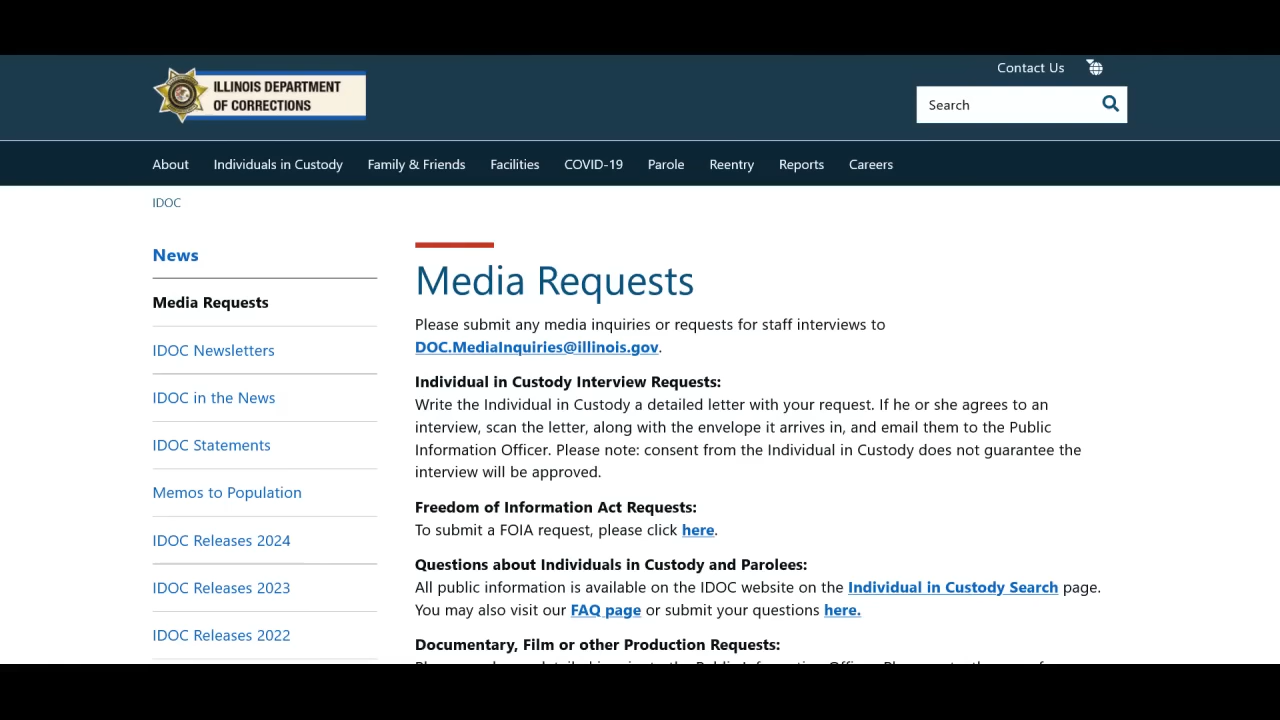 ILLINOIS DEPARTMENT
OF CORRECTIONS
Contact Us
Search
About Individuals in Custody Family & Friends Facilities COVID-19 Parole Reentry Reports Careers
IDOC
News
Media Requests
IDOC Newsletters
IDOC in the News
IDOC Statements
Memos to Population
IDOC Releases 2024
IDOC Releases 2023
IDOC Releases 2022
Media Requests
Please submit any media inquiries or requests for staff interviews to
DOC.MediaInquiries@illinois.gov.
Individual in Custody Interview Requests:
Write the Individual in Custody a detailed letter with your request. If he or she agrees to an
interview, scan the letter, along with the envelope it arrives in, and email them to the Public
Information Officer. Please note: consent from the Individual in Custody does not guarantee the
interview will be approved.
Freedom of Information Act Requests:
To submit a FOIA request, please click here.
Questions about Individuals in Custody and Parolees:
All public information is available on the IDOC website on the Individual in Custody Search page.
You may also visit our FAQ page or submit your questions here.
Documentary, Film or other Production Requests: